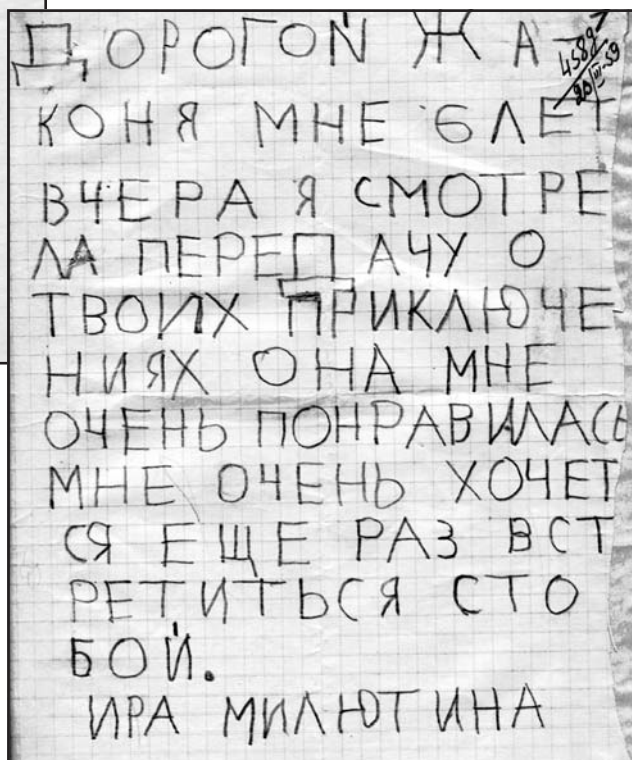 ДОРОГОЙ ЖА-
КОНЯ МНЕ 6 ЛЕТ
ВЧЕРА Я СМОТРЕ
ЛА ПЕРЕДАЧУ О
ТВОИХ ПРИКЛЮЧЕ
НИЯХ ОНА МНЕ
ОЧЕНЬ ПОНРАВИЛАСЬ
МНЕ ОЧЕНЬ ХОЧЕТ
СЯ ЕЩЕ РАЗ ВСТ
РЕТИТЬСЯ СТО
БОЙ.
ИРА МИЛЮТИНА